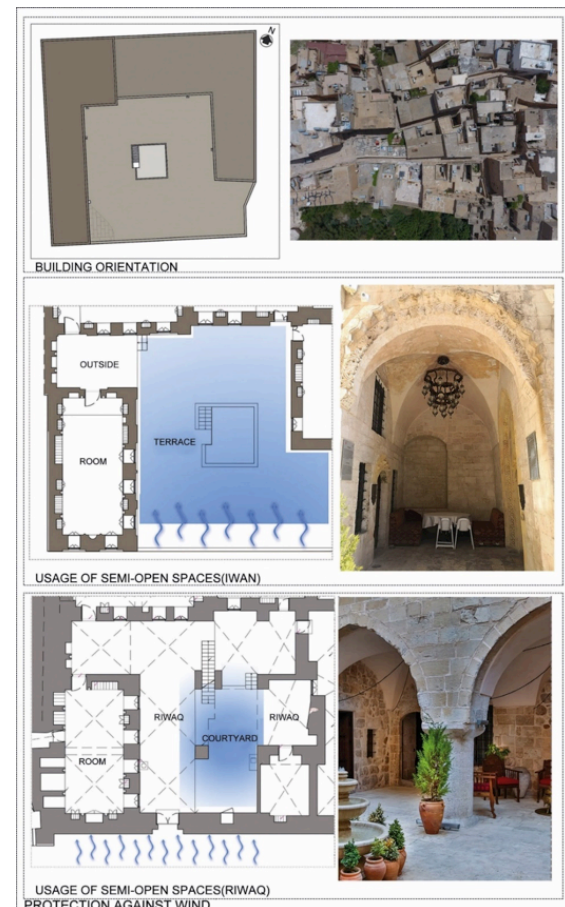 N
BUILDING ORIENTATION
OUTSIDE
TERRACE
ROOM
USAGE OF SEMI-OPEN SPACES(IWAN)
RIWAQ
RIWAQ
COURTYARD
ROOM
USAGE OF SEMI-OPEN SPACES(RIWAQ)
PROTECTION AGAINST WIND